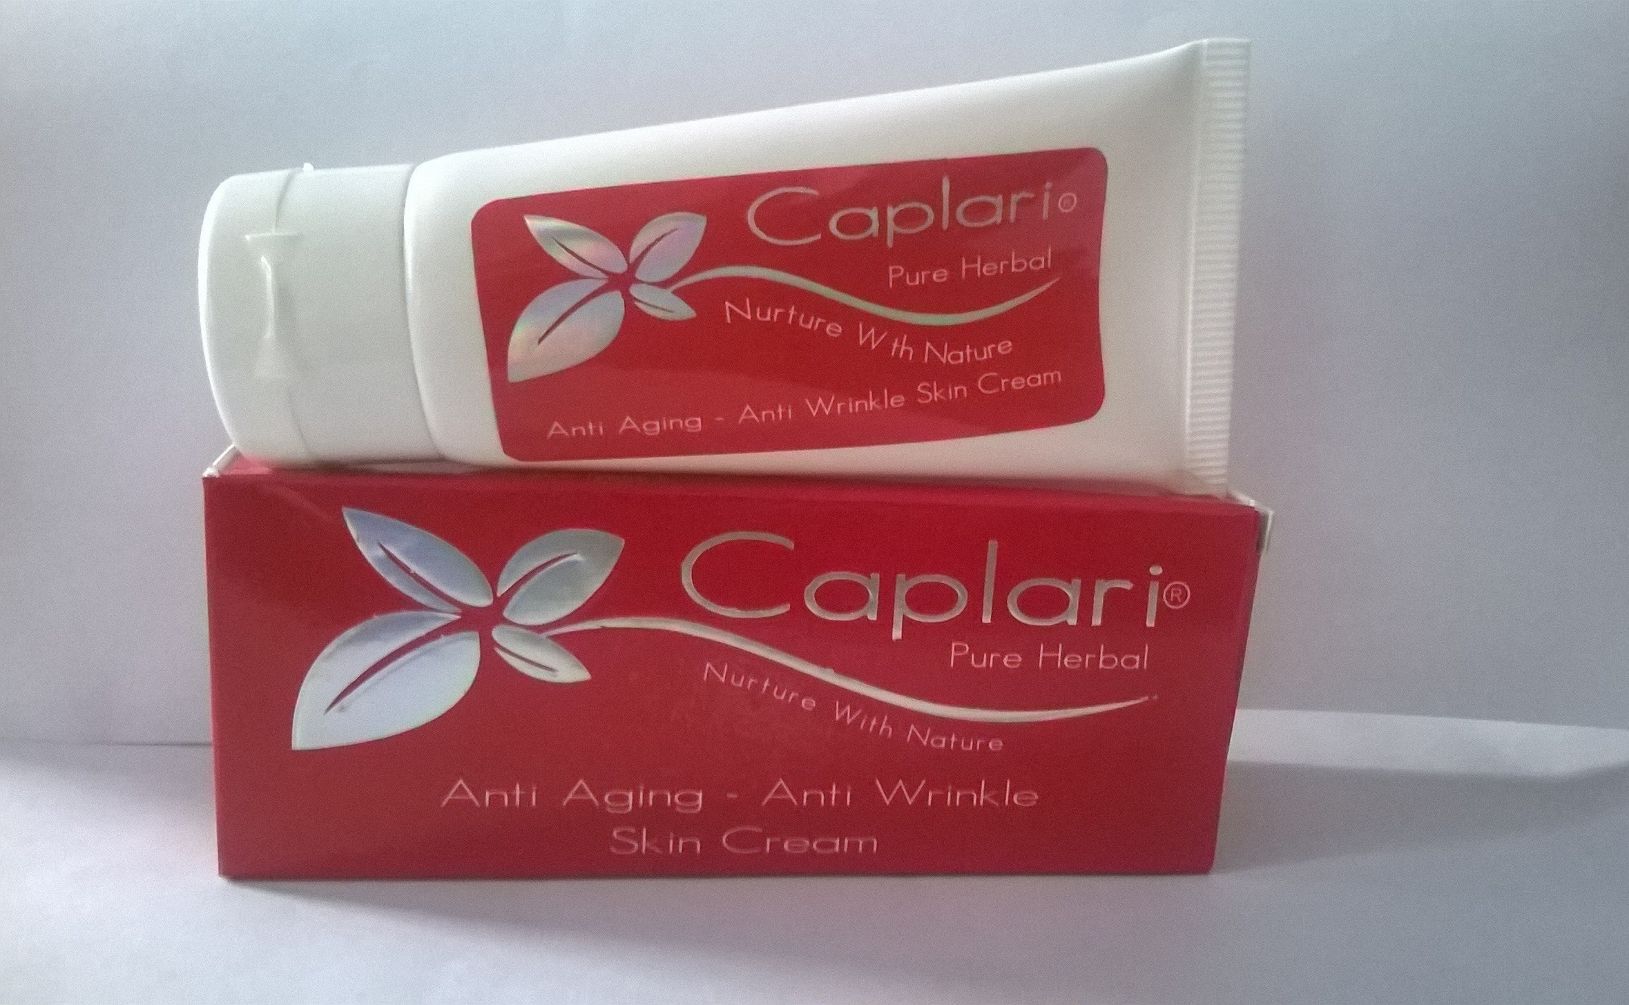 Caplari®
Pure Herbal
Nurture W th Nature
Anti Aging - Anti Wrinkle Skin Cream
Caplari®
Pure Herbal
Nurture With Nature
Anti Aging - Anti Wrinkle
Skin Cream